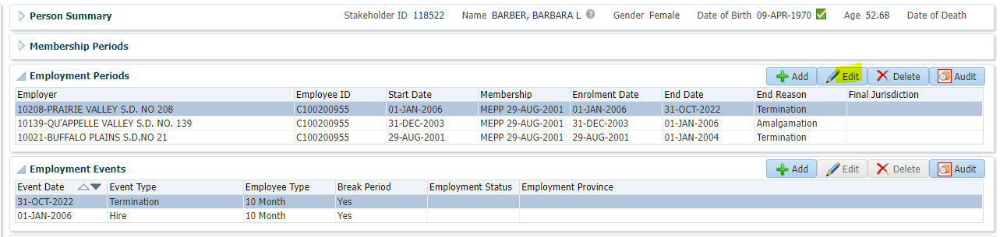 Person Summary Stakeholder ID 118522 Name BARBER, BARBARA L ? Gender Female Date of Birth 09-APR-1970 Age 52.68 Date of Death
Membership Periods
Employment Periods Add Edit Delete Audit
Employer Employee ID Start Date Membership Enrolment Date End Date End Reason Final Jurisdiction
10208-PRAIRIE VALLEY S.D. NO 208 C100200955 01-JAN-2006 MEPP 29-AUG-2001 01-JAN-2006 31-OCT-2022 Termination
10139-QU'APPELLE VALLEY S.D. NO. 139 C100200955 31-DEC-2003 MEPP 29-AUG-2001 31-DEC-2003 01-JAN-2006 Amalgamation
10021-BUFFALO PLAINS S.D.NO 21 C100200955 29-AUG-2001 MEPP 29-AUG-2001 29-AUG-2001 01-JAN-2004 Termination
Employment Events Add Edit Delete Audit
Event Date Event Type Employee Type Break Period Employment Status Employment Province
31-OCT-2022 Termination 10 Month Yes
01-JAN-2006 Hire 10 Month Yes